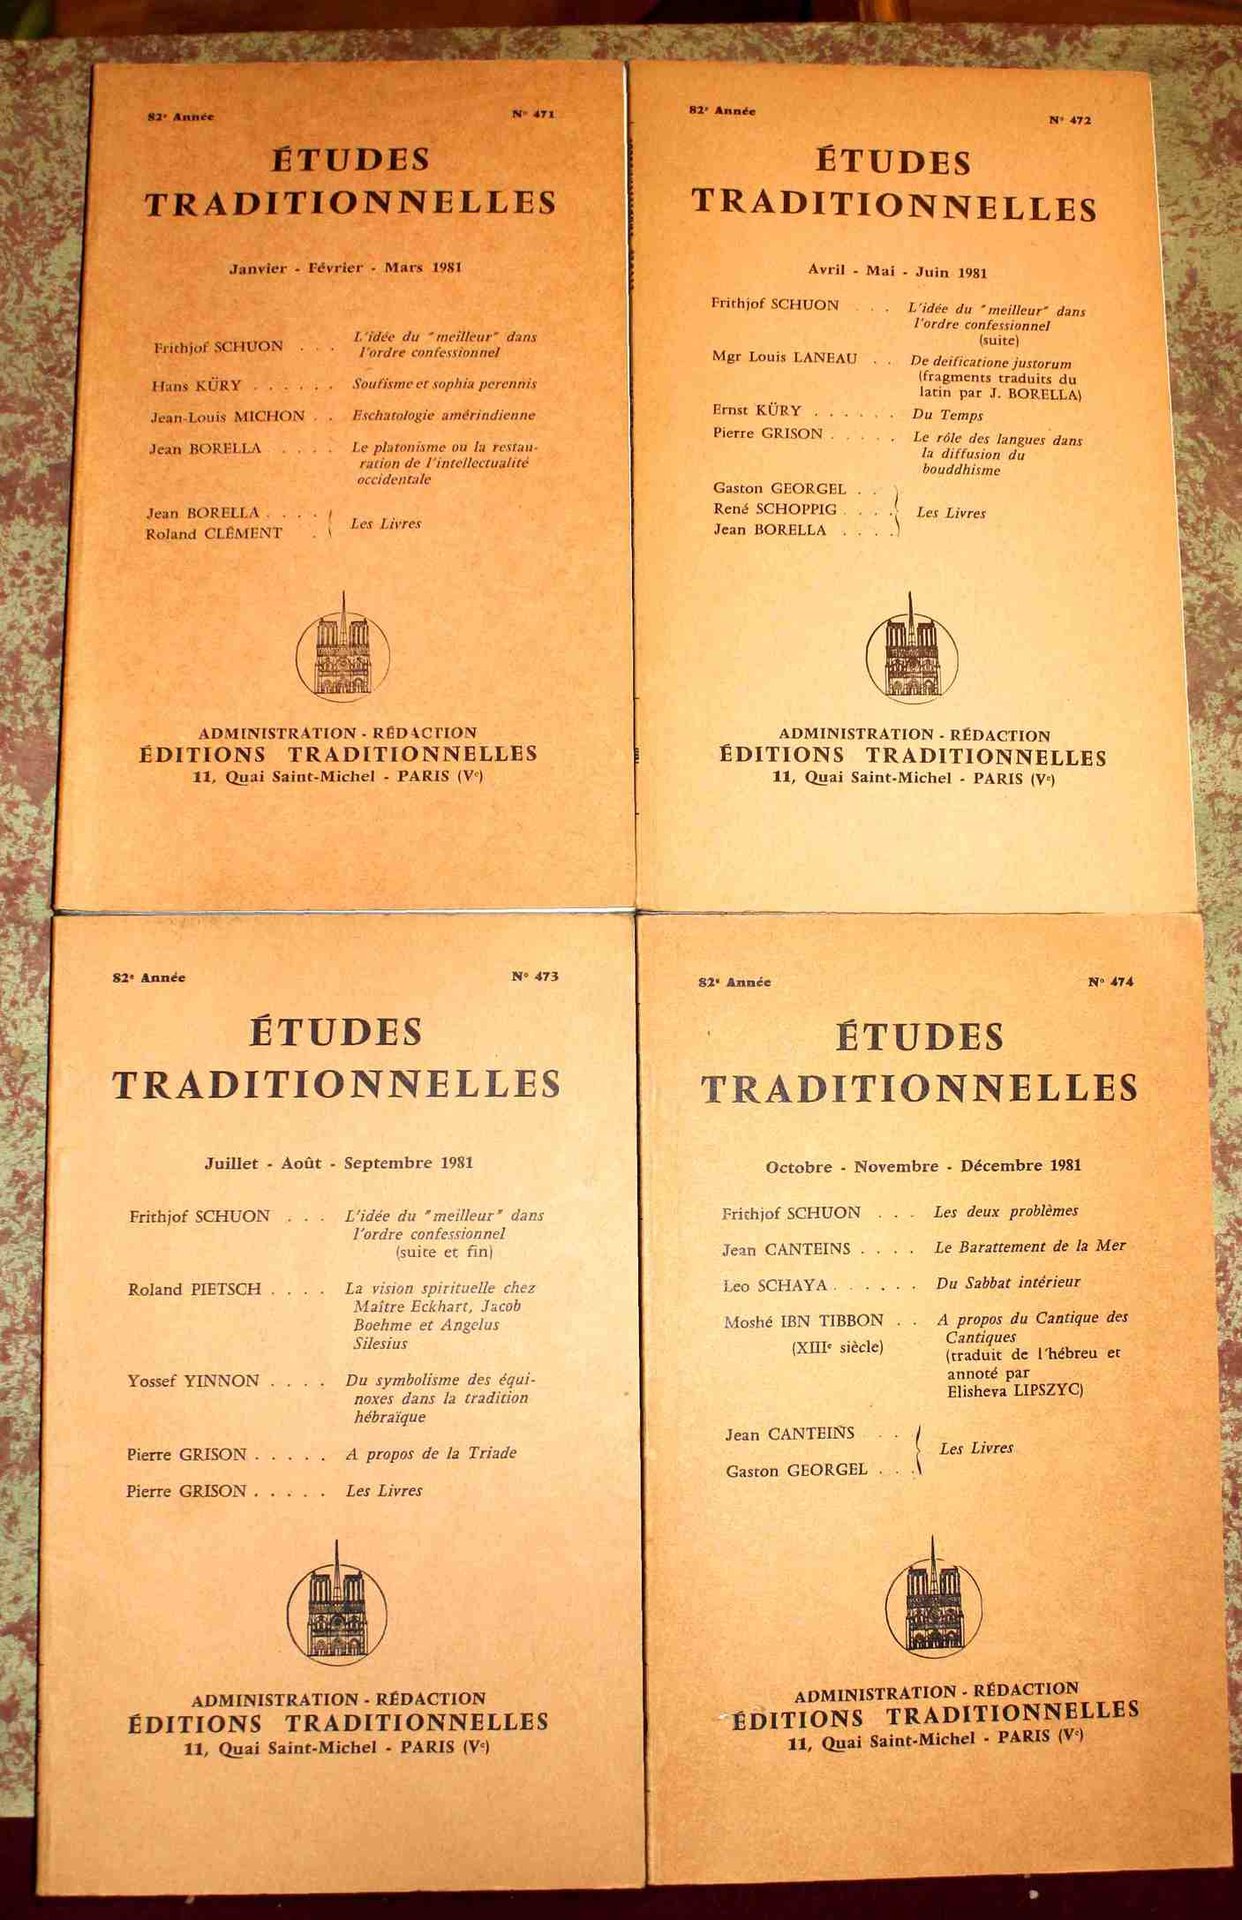 82e Année N° 471
ÉTUDES
TRADITIONNELLES
Janvier - Février - Mars 1981
Frithjof SCHUON . . L'idée du "meilleur" dans
l'ordre confessionnel
Hans KÜRY . . . . . . Soufisme et sophia perennis
Jean-Louis MICHON . . Eschatologie amérindienne
Jean BORELLA . . . . Le platonisme ou la restau-
ration de l'intellectualité
occidentale
Jean BORELLA . . . .
Roland CLÉMENT . Les Livres
ADMINISTRATION - RÉDACTION
ÉDITIONS TRADITIONNELLES
11, Quai Saint-Michel - PARIS (Ve)
82e Année N° 472
ÉTUDES
TRADITIONNELLES
Avril - Mai - Juin 1981
Frithjof SCHUON . . . L'idée du "meilleur" dans
l'ordre confessionnel
(suite)
Mgr Louis LANEAU . . De deificatione justorum
(fragments traduits du
latin par J. BORELLA)
Ernst KÜRY . . . . . . Du Temps
Pierre GRISON . . . . . Le rôle des langues dans
la diffusion du
bouddhisme
Gaston GEORGEL . .
René SCHOPPIG . . . . Les Livres
Jean BORELLA . . . .
ADMINISTRATION - RÉDACTION
ÉDITIONS TRADITIONNELLES
11, Quai Saint-Michel - PARIS (Ve)
82e Année N° 473
ÉTUDES
TRADITIONNELLES
Juillet - Août - Septembre 1981
Frithjof SCHUON . . . L'idée du "meilleur" dans
l'ordre confessionnel
(suite et fin)
Roland PIETSCH . . . . La vision spirituelle chez
Maître Eckhart, Jacob
Boehme et Angelus
Silesius
Yossef YINNON . . . . Du symbolisme des équi-
noxes dans la tradition
hébraïque
Pierre GRISON . . . . . A propos de la Triade
Pierre GRISON . . . . . Les Livres
ADMINISTRATION - RÉDACTION
ÉDITIONS TRADITIONNELLES
11, Quai Saint-Michel - PARIS (Ve)
82e Année N° 474
ÉTUDES
TRADITIONNELLES
Octobre - Novembre - Décembre 1981
Frithjof SCHUON . . . Les deux problèmes
Jean CANTEINS . . . . Le Barattement de la Mer
Leo SCHAYA . . . . . . Du Sabbat intérieur
Moshé IBN TIBBON . . A propos du Cantique des
(XIIIe siècle) Cantiques
(traduit de l'hébreu et
annoté par
Elisheva LIPSZYC)
Jean CANTEINS . .
Gaston GEORGEL . . . Les Livres
ADMINISTRATION - RÉDACTION
ÉDITIONS TRADITIONNELLES
11, Quai Saint-Michel - PARIS (Ve)